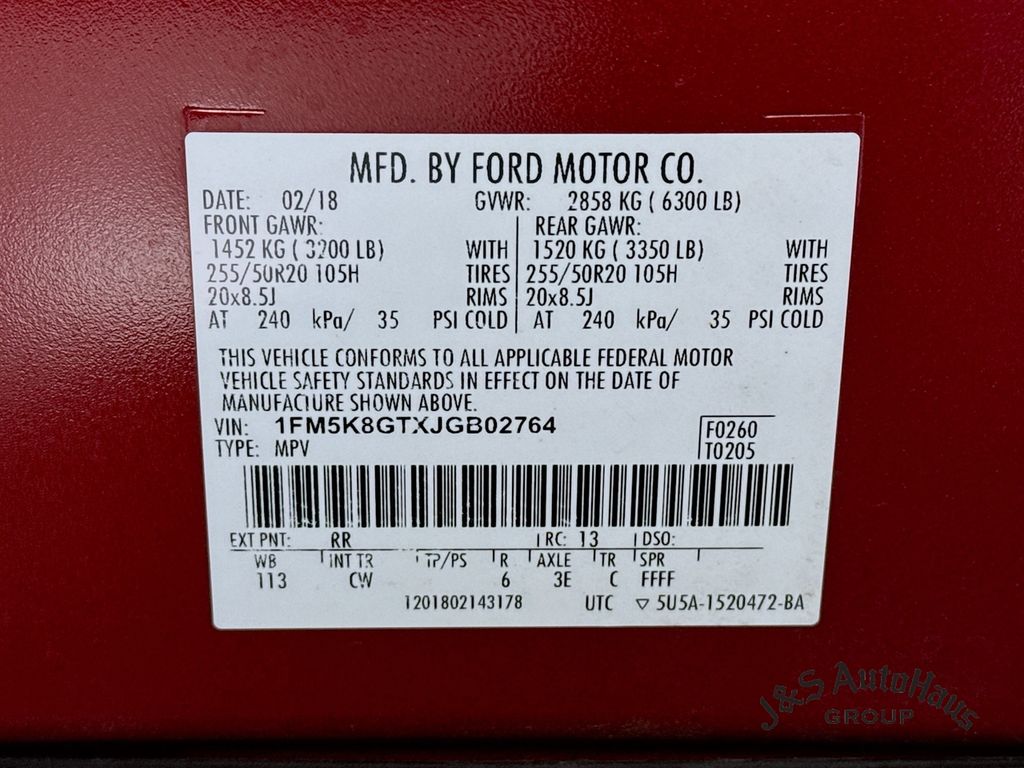 MFD. BY FORD MOTOR CO.
DATE: 02/18 GVWR: 2858 KG ( 6300 LB)
FRONT GAWR: REAR GAWR:
1452 KG ( 3200 LB) WITH 1520 KG ( 3350 LB) WITH
255/50R20 105H TIRES 255/50R20 105H TIRES
20x8.5J RIMS 20x8.5J RIMS
AT 240 kPa/ 35 PSI COLD AT 240 kPa/ 35 PSI COLD
THIS VEHICLE CONFORMS TO ALL APPLICABLE FEDERAL MOTOR
VEHICLE SAFETY STANDARDS IN EFFECT ON THE DATE OF
MANUFACTURE SHOWN ABOVE.
VIN: 1FM5K8GTXJGB02764 F0260
TYPE: MPV T0205
EXT PNT: RR RC: 13 DSO:
WB INT TR TP/PS R AXLE TR SPR
113 CW 6 3E C FFFF
1201802143178 UTC ▽ 5U5A-1520472-BA
J&S AutoHaus
GROUP